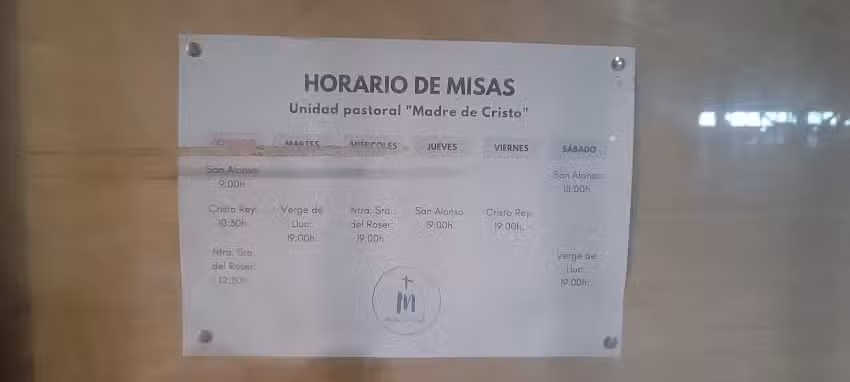 HORARIO DE MISAS
Unidad pastoral "Madre de Cristo"
MARTES MIÉRCOLES JUEVES VIERNES SÁBADO
San Alonso:
9:00h.
San Alonso:
18:00h.
Cristo Rey:
10:30h.
Verge de
Lluc:
19:00h.
Ntra. Sra.
del Roser:
19:00h.
San Alonso:
19:00h.
Cristo Rey:
19:00h.
Ntra. Sra.
del Roser:
12:30h.
Verge de
Lluc:
19:00h.